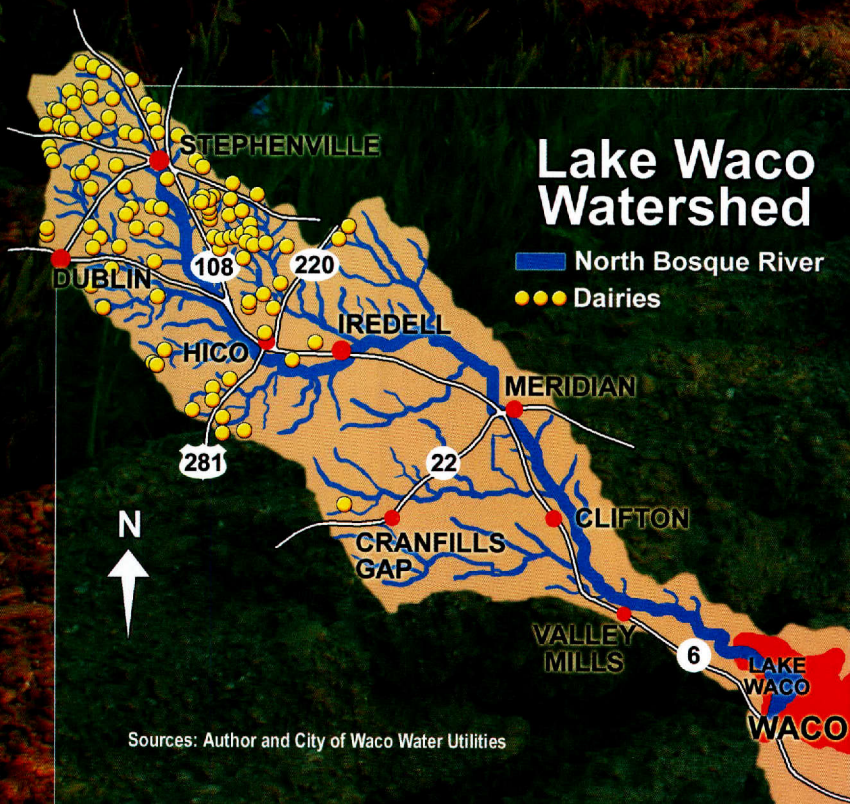 Lake Waco
Watershed
North Bosque River
Dairies
STEPHENVILLE
DUBLIN
108
220
HICO
IREDELL
MERIDIAN
281
22
N
CRANFILLS
GAP
CLIFTON
VALLEY
MILLS
6
LAKE
WACO
WACO
Sources: Author and City of Waco Water Utilities